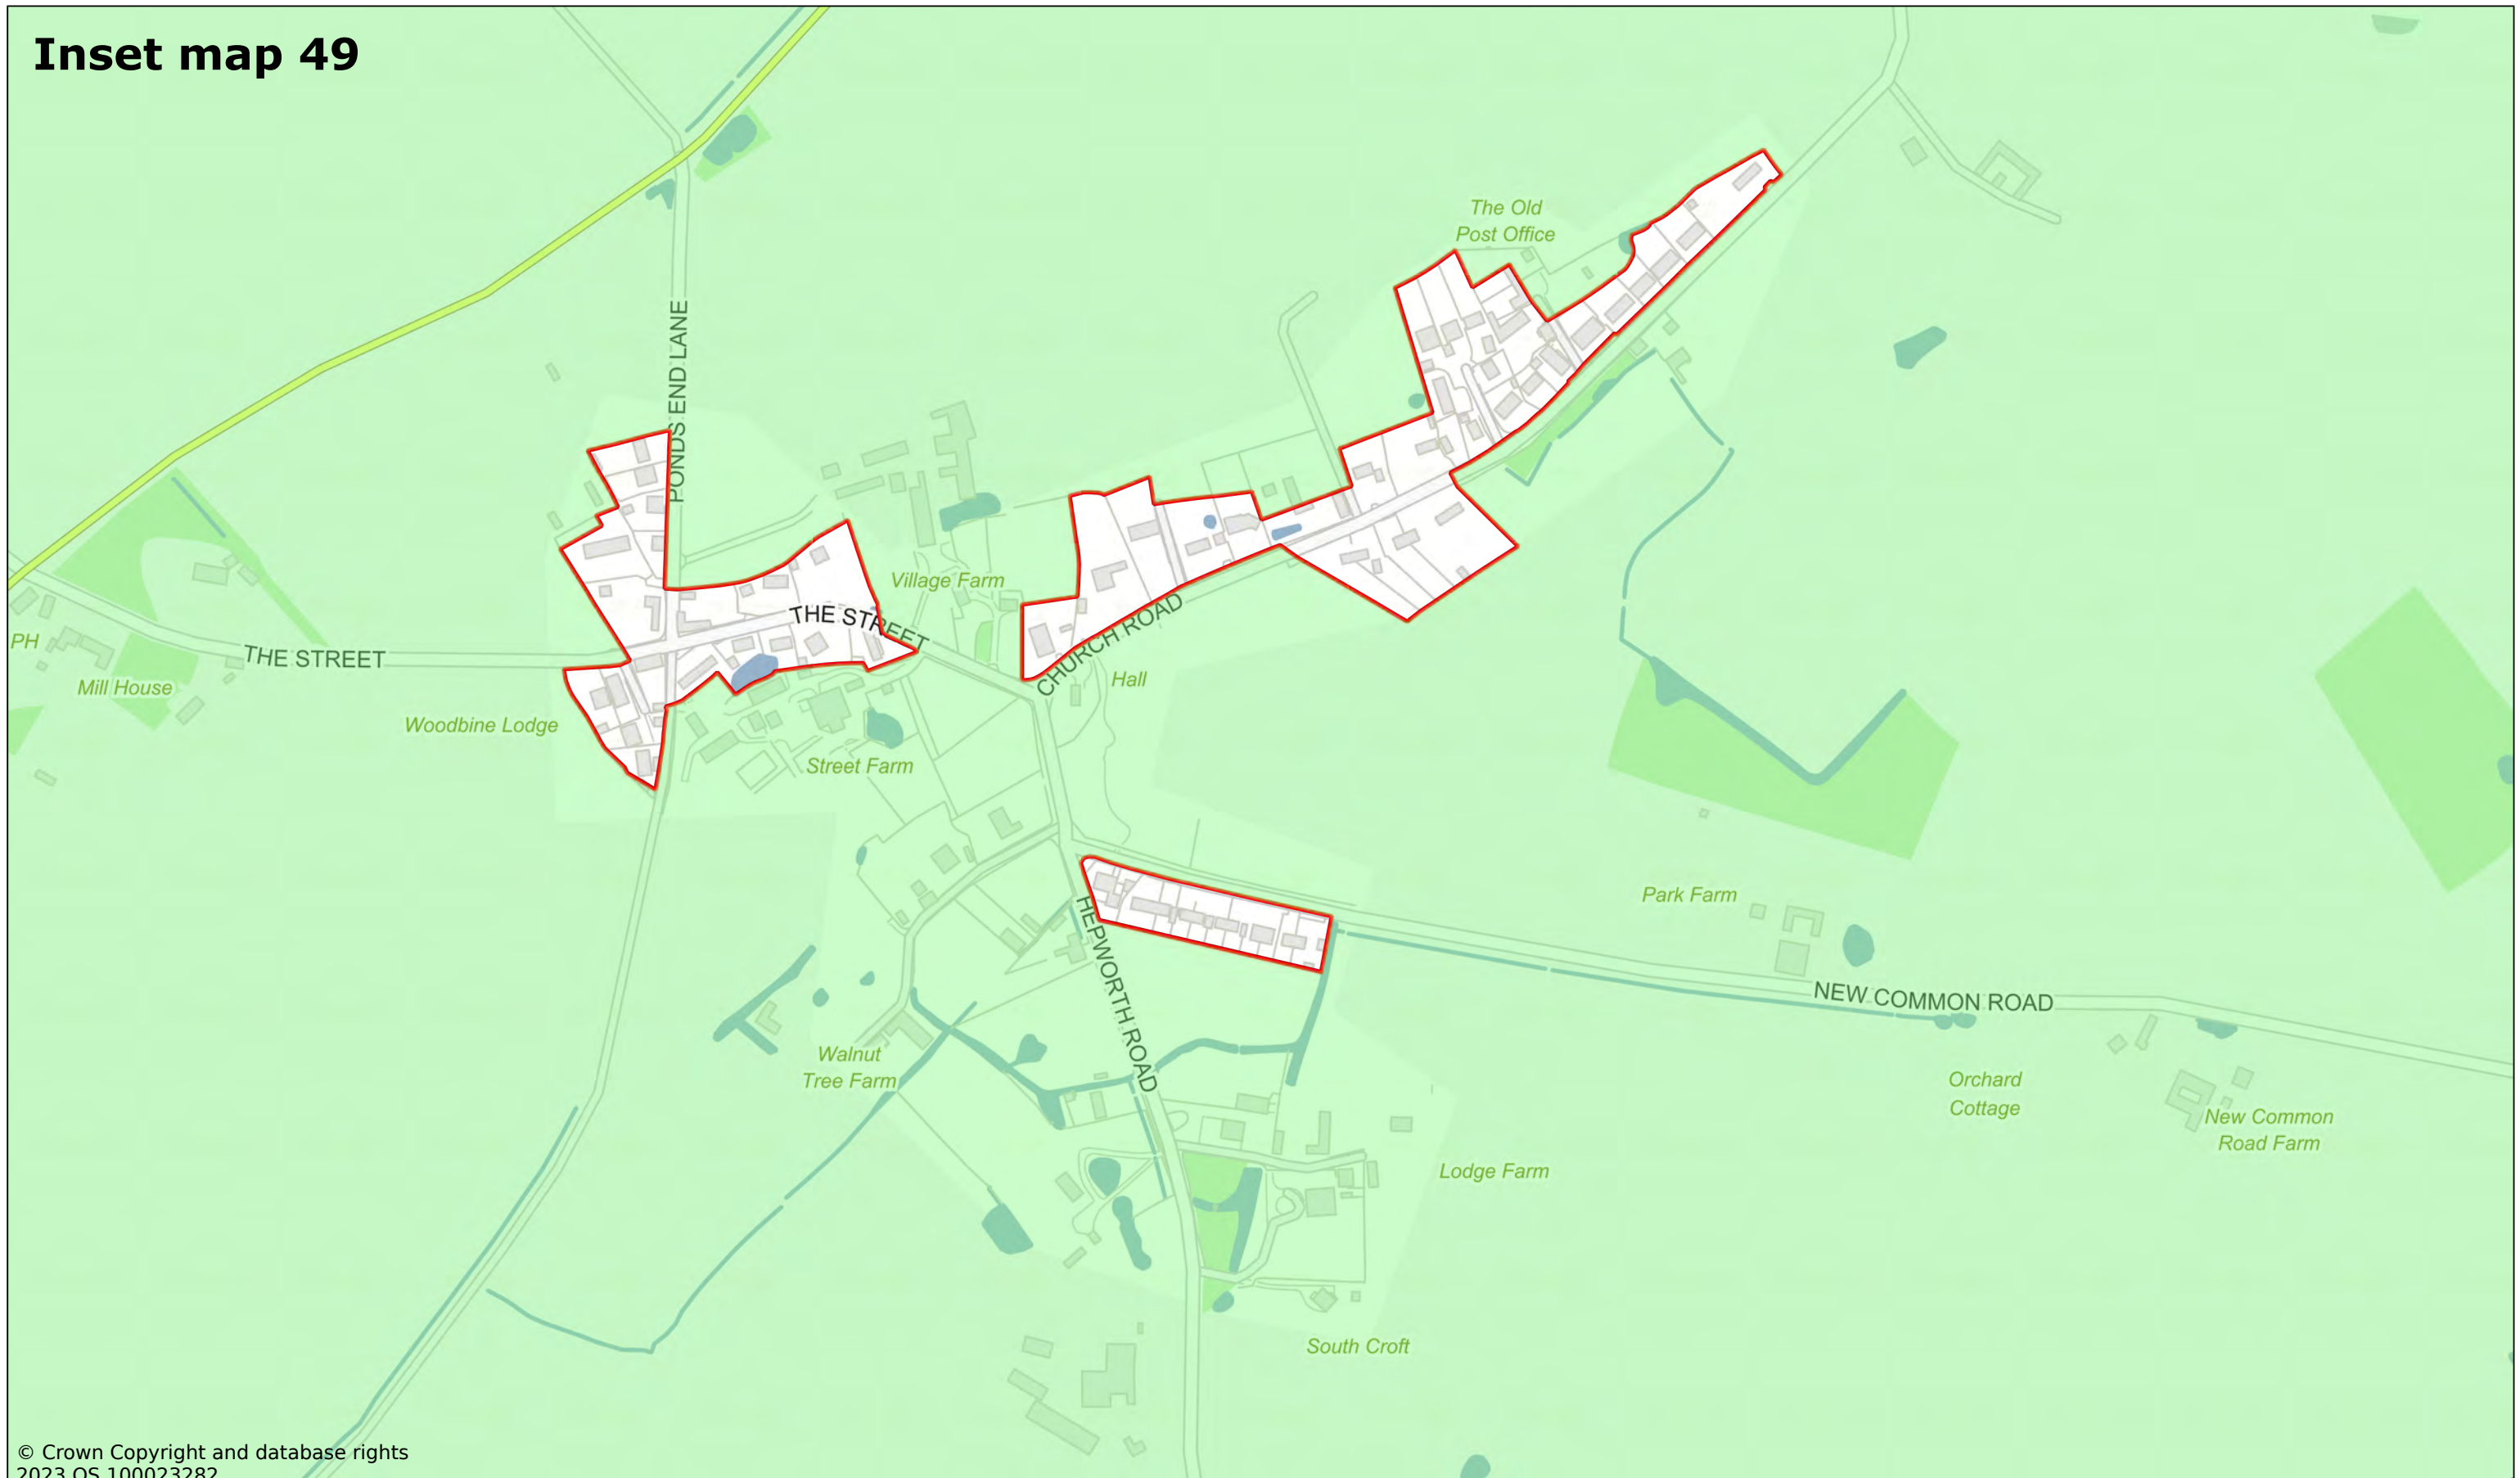 Inset map 49
The Old
Post Office
PONDS END LANE
Village Farm
THE STREET
PH
THE STREET
CHURCH ROAD
Hall
Mill House
Woodbine Lodge
Street Farm
Park Farm
HEPWORTH ROAD
NEW COMMON ROAD
Walnut
Tree Farm
Orchard
Cottage
New Common
Road Farm
Lodge Farm
South Croft
© Crown Copyright and database rights
2023 OS 100023282